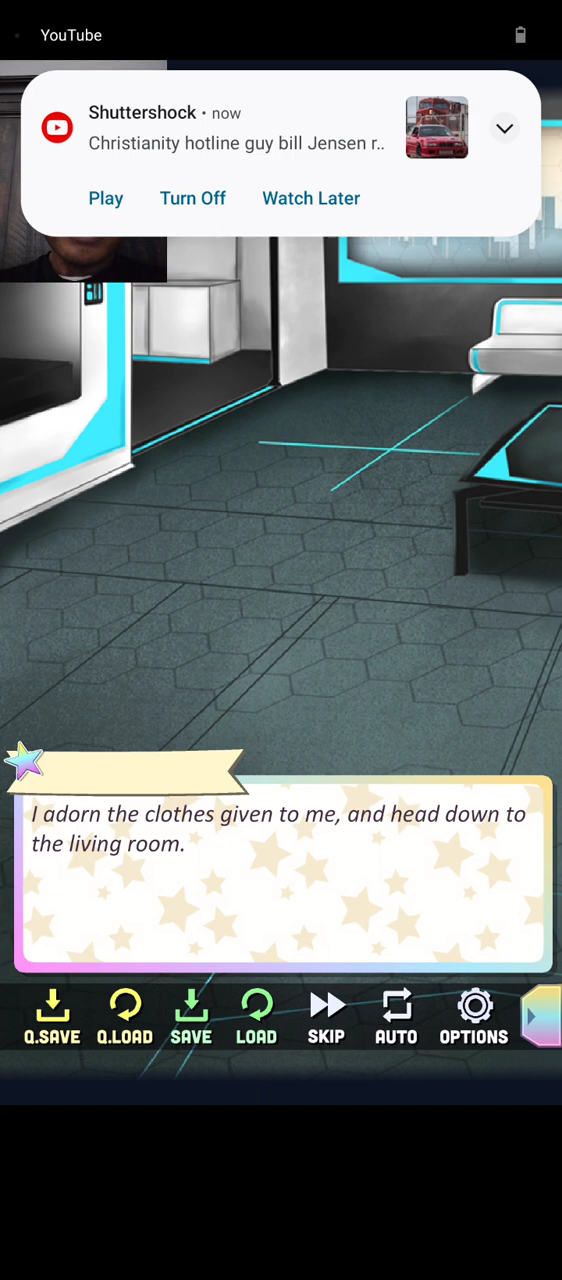 YouTube
Shuttershock • now
Christianity hotline guy bill Jensen r..
Play Turn Off Watch Later
I adorn the clothes given to me, and head down to
the living room.
Q.SAVE Q.LOAD SAVE LOAD SKIP AUTO OPTIONS